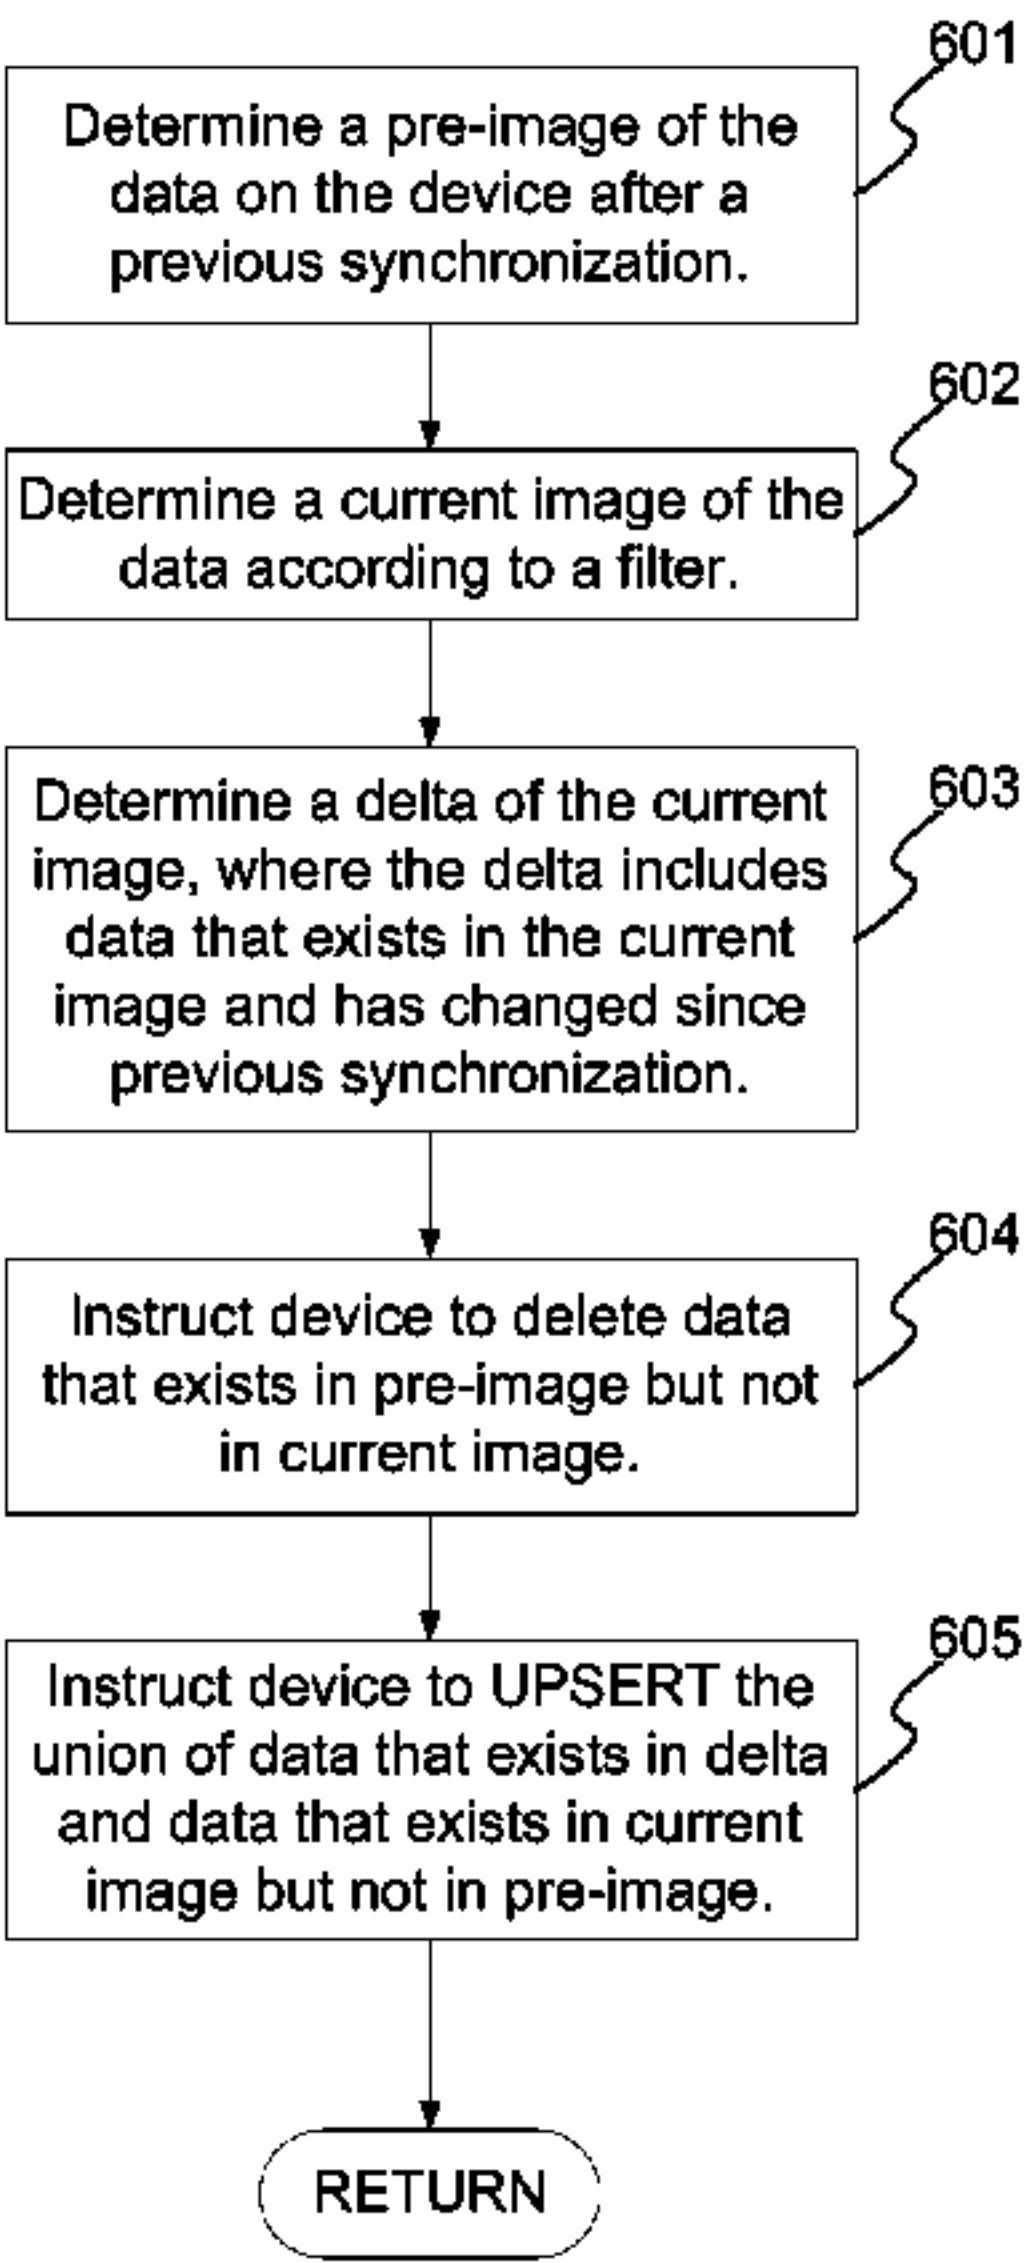 601
Determine a pre-image of the
data on the device after a
previous synchronization.
602
Determine a current image of the
data according to a filter.
603
Determine a delta of the current
image, where the delta includes
data that exists in the current
image and has changed since
previous synchronization.
604
Instruct device to delete data
that exists in pre-image but not
in current image.
605
Instruct device to UPSERT the
union of data that exists in delta
and data that exists in current
image but not in pre-image.
RETURN